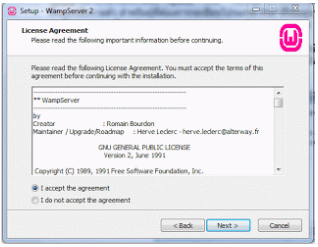 Setup - WampServer 2
License Agreement
Please read the following important information before continuing.
Please read the following License Agreement. You must accept the terms of this
agreement before continuing with the installation.
** WampServer
by
Creator : Romain Bourdon
Maintainer / Upgrade/Roadmap : Herve Leclerc - herve.leclerc@alterway.fr
GNU GENERAL PUBLIC LICENSE
Version 2, June 1991
Copyright (C) 1989, 1991 Free Software Foundation, Inc.
I accept the agreement
I do not accept the agreement
< Back
Next >
Cancel